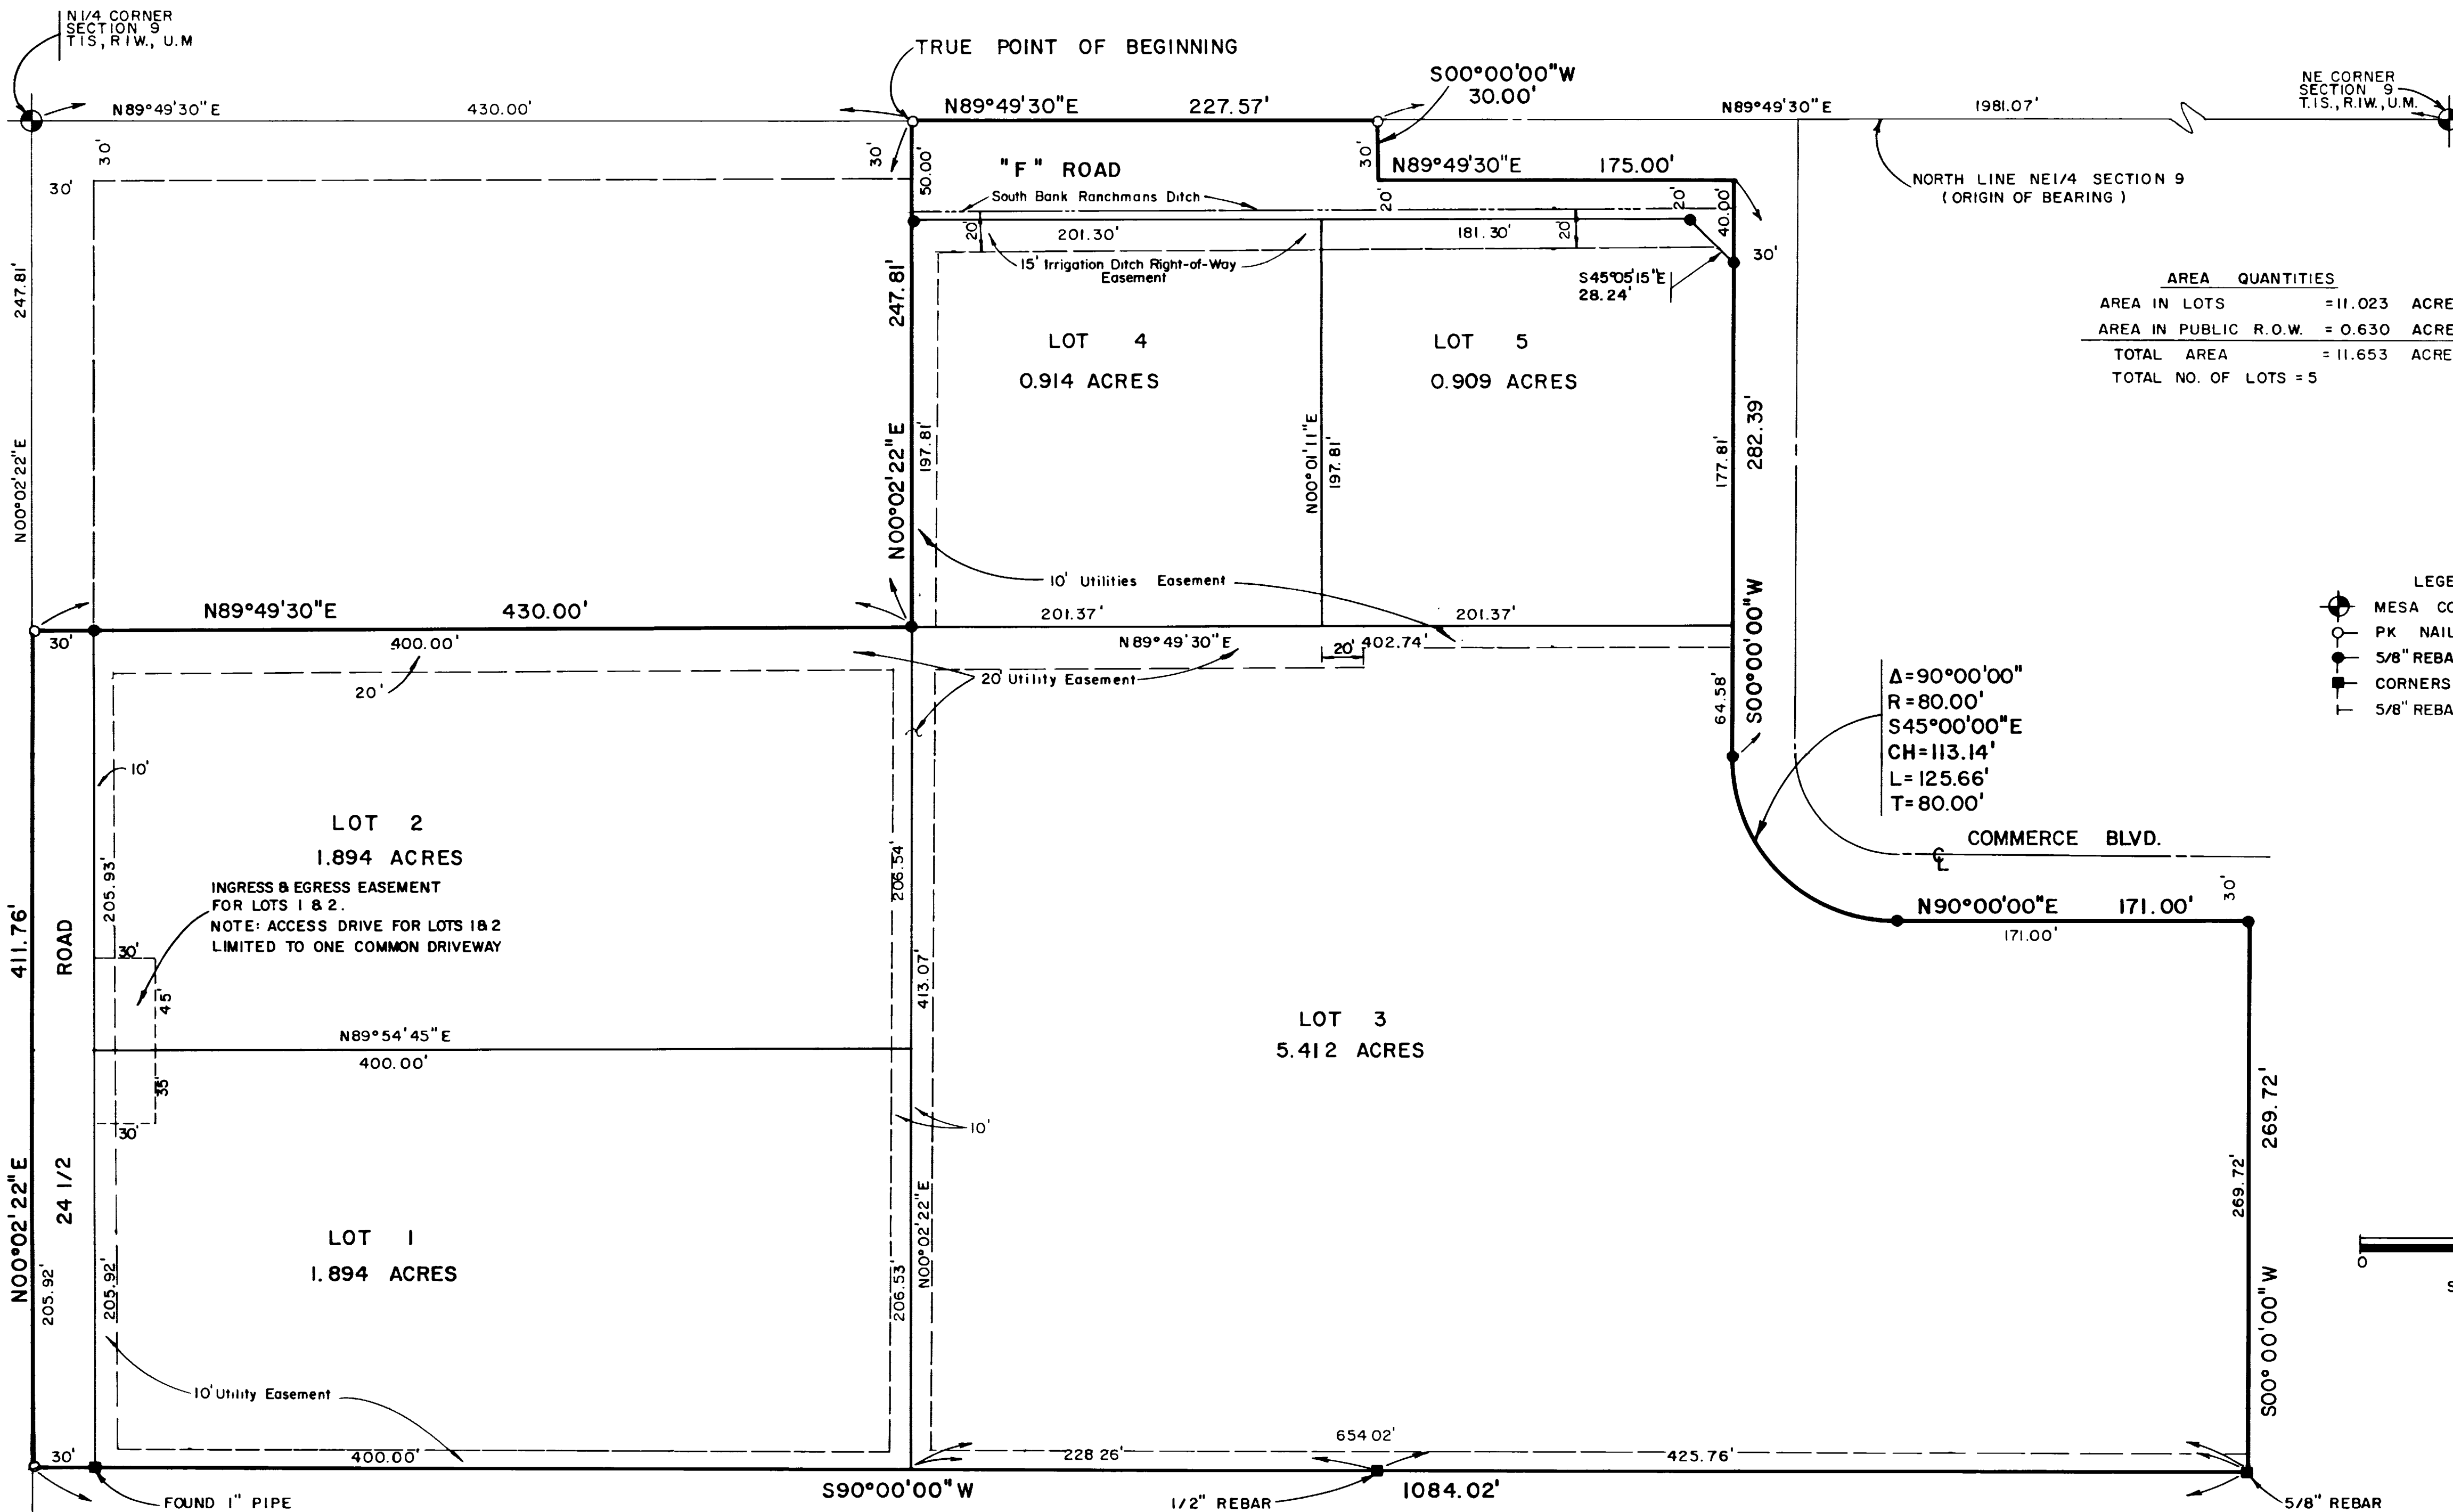 N1/4 CORNER
SECTION 9
T1S, R1W., U.M
TRUE POINT OF BEGINNING
S00°00'00"W
30.00'
NE CORNER
SECTION 9
T.1S., R.1W., U.M.
N89°49'30"E 430.00'
N89°49'30"E 227.57'
N89°49'30"E 1981.07'
30'
30'
50.00'
30'
"F" ROAD
N89°49'30"E 175.00'
NORTH LINE NE1/4 SECTION 9
( ORIGIN OF BEARING )
30'
South Bank Ranchmans Ditch
20'
20'
40.00'
20'
201.30'
181.30'
20'
30'
15' Irrigation Ditch Right-of-Way
Easement
S45°05'15"E
28.24'
247.81'
247.81'
AREA QUANTITIES
AREA IN LOTS =11.023 ACRE
AREA IN PUBLIC R.O.W. = 0.630 ACRE
TOTAL AREA = 11.653 ACRE
TOTAL NO. OF LOTS = 5
LOT 4
0.914 ACRES
LOT 5
0.909 ACRES
N00°02'22"E
N00°02'22"E
197.81'
N00°01'11"E
197.81'
177.81'
282.39'
10' Utilities Easement
N89°49'30"E 430.00'
201.37'
201.37'
30'
400.00'
N89°49'30"E
20'
402.74'
20'
20' Utility Easement
64.58'
S00°00'00"W
LEGE
MESA CO
PK NAIL
5/8" REBA
CORNERS
5/8" REBA
Δ=90°00'00"
R=80.00'
S45°00'00"E
CH=113.14'
L=125.66'
T=80.00'
10'
LOT 2
1.894 ACRES
COMMERCE BLVD.
205.93'
206.54'
INGRESS & EGRESS EASEMENT
FOR LOTS 1 & 2.
NOTE: ACCESS DRIVE FOR LOTS 1&2
LIMITED TO ONE COMMON DRIVEWAY
30'
N90°00'00"E 171.00'
171.00'
411.76'
ROAD
30'
45'
413.07'
LOT 3
5.412 ACRES
N89°54'45"E
400.00'
35'
30'
10'
269.72'
269.72'
N00°02'22"E
24 1/2
N00°02'22"E
LOT 1
1.894 ACRES
205.92'
205.92'
206.53'
S00°00'00"W
0
S
10' Utility Easement
30'
400.00'
228.26'
654.02'
425.76'
FOUND 1" PIPE
S90°00'00"W
1/2" REBAR
1084.02'
5/8" REBAR